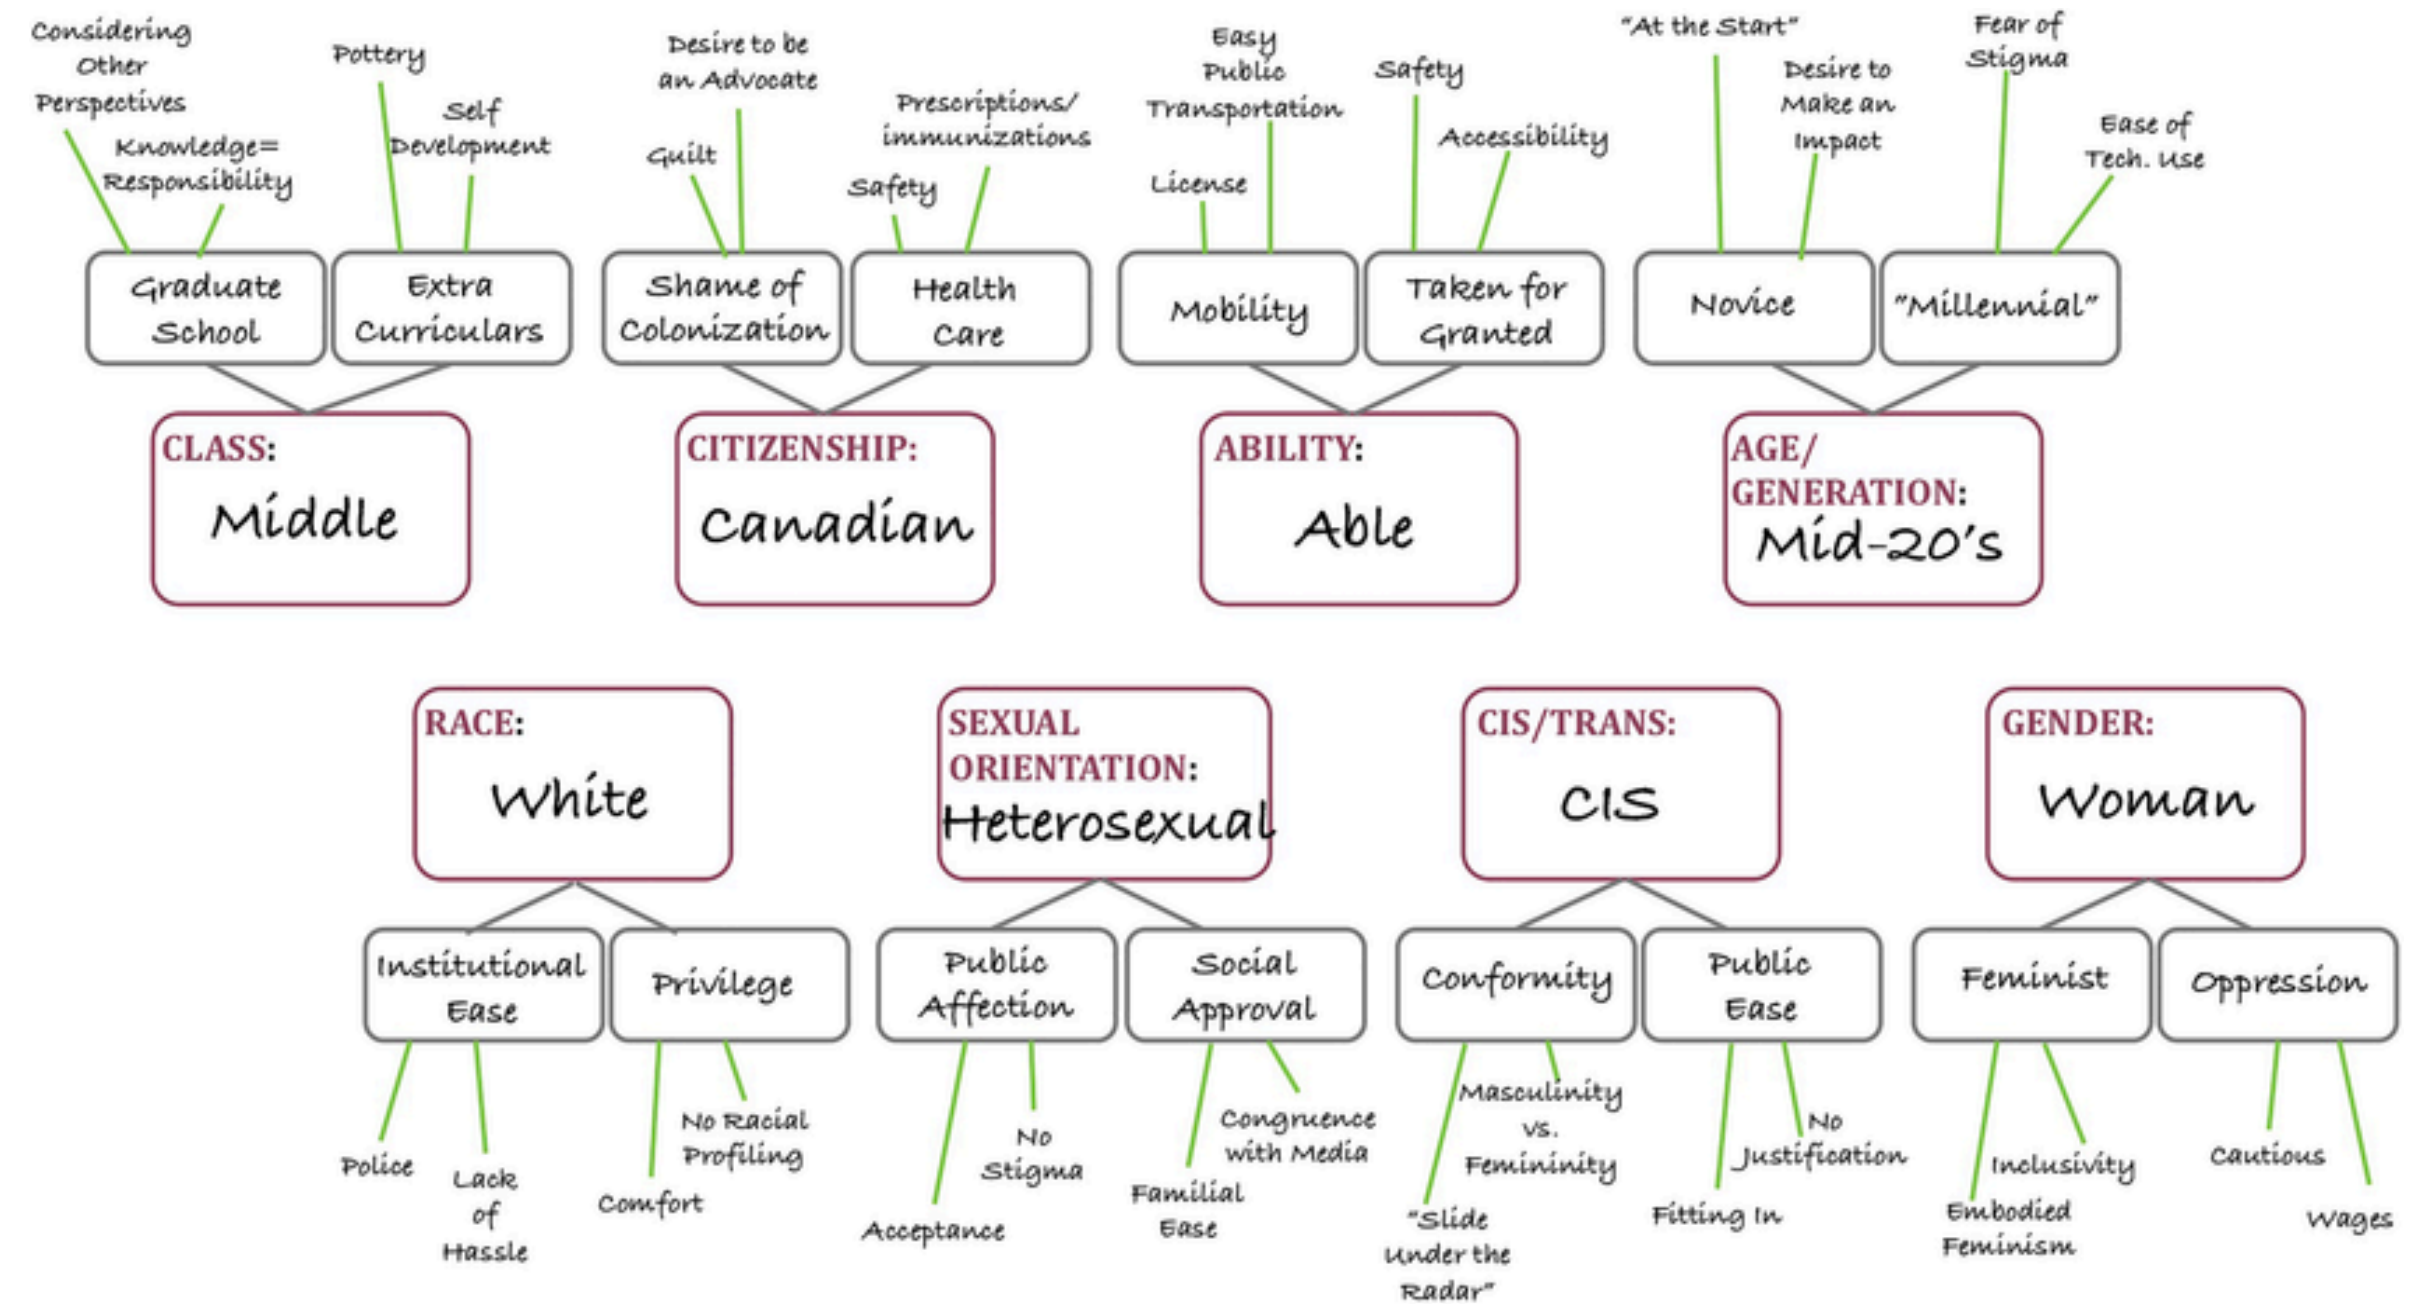 Considering
Other
Perspectives
Knowledge=
Responsibility
Pottery
Self
Development
Desire to be
an Advocate
Guilt
Prescriptions/
immunizations
Safety
Easy
Public
Transportation
License
Safety
Accessibility
"At the Start"
Desire to
Make an
Impact
Fear of
Stigma
Ease of
Tech. Use
Graduate
School
Extra
Curriculars
Shame of
Colonization
Health
Care
Mobility
Taken for
Granted
Novice
"Millennial"
CLASS:
Middle
CITIZENSHIP:
Canadian
ABILITY:
Able
AGE/
GENERATION:
Mid-20's
RACE:
White
SEXUAL
ORIENTATION:
Heterosexual
CIS/TRANS:
CIS
GENDER:
Woman
Institutional
Ease
Privilege
Public
Affection
Social
Approval
Conformity
Public
Ease
Feminist
Oppression
Police
Lack
of
Hassle
Comfort
No Racial
Profiling
Acceptance
No
Stigma
Familial
Ease
Congruence
with Media
"Slide
Under the
Radar"
Masculinity
vs.
Femininity
Fitting In
No
Justification
Embodied
Feminism
Inclusivity
Cautious
Wages